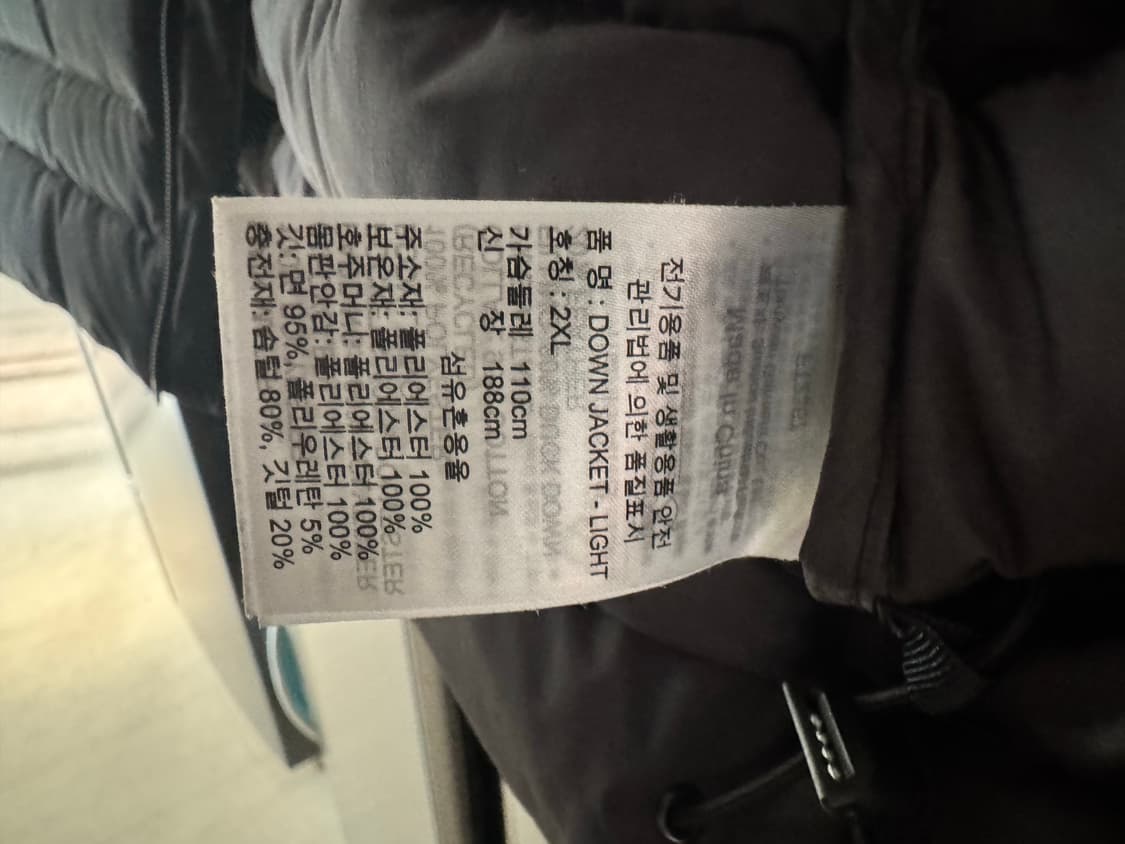 전기용품 및 생활용품 안전
관리법에 의한 품질표시
품 명 : DOWN JACKET - LIGHT
호칭 : 2XL
가슴둘레 110cm
신 장 188cm
섬유혼용율
주소재: 폴리에스터 100%
보온재: 폴리에스터 100%
호주머니: 폴리에스터 100%
몸판안감: 폴리에스터 100%
겉: 면 95%, 폴리우레탄 5%
충전재: 솜털 80%, 깃털 20%